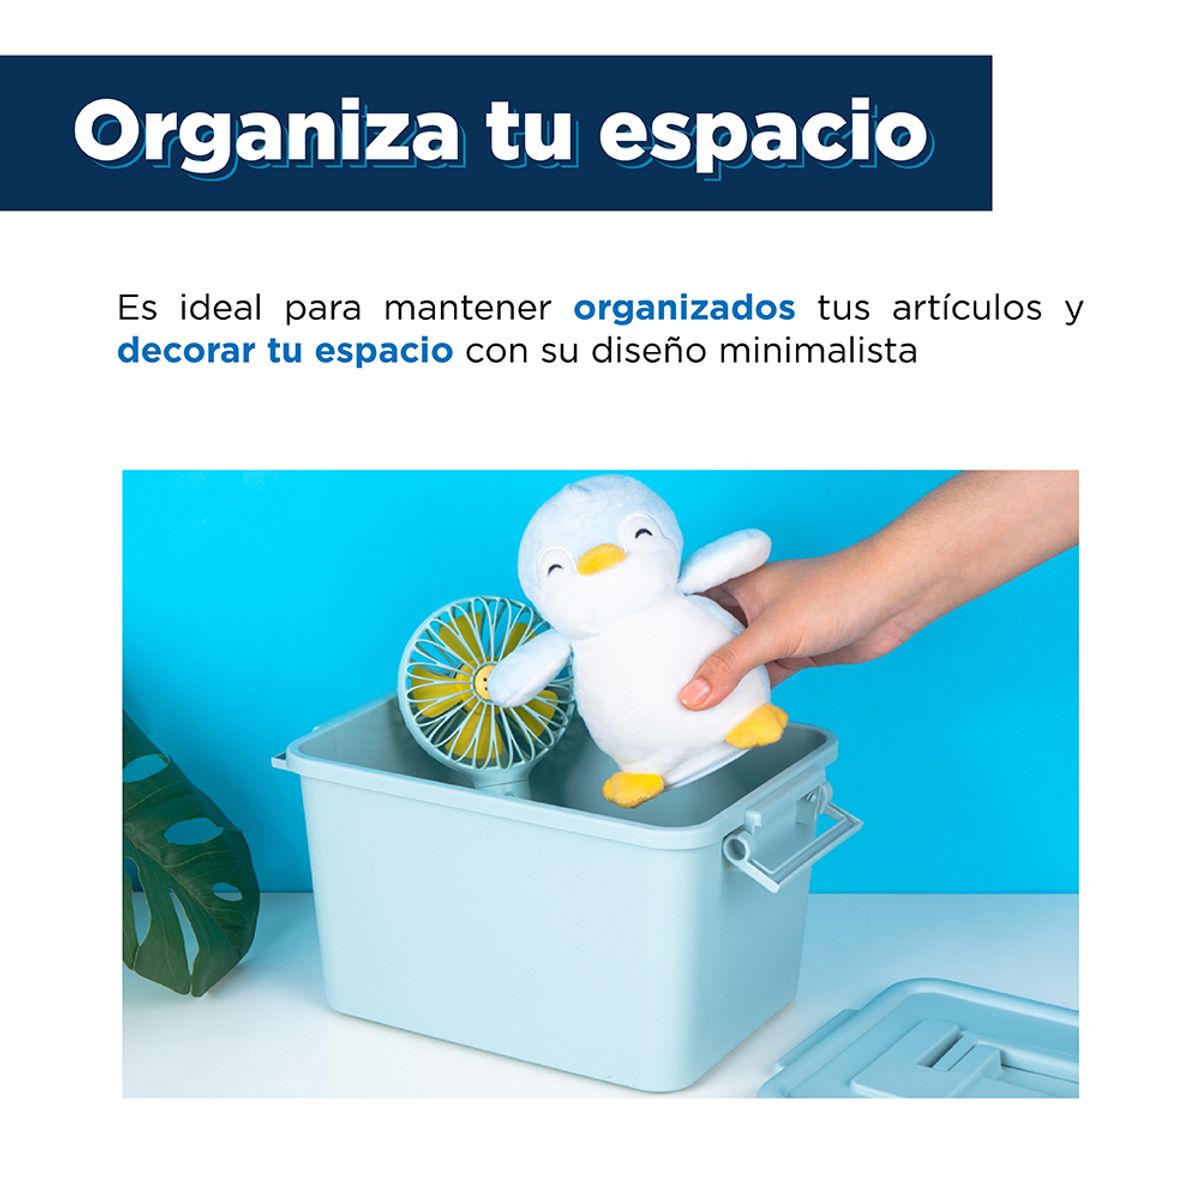 Organiza tu espacio
Es ideal para mantener organizados tus artículos y
decorar tu espacio con su diseño minimalista